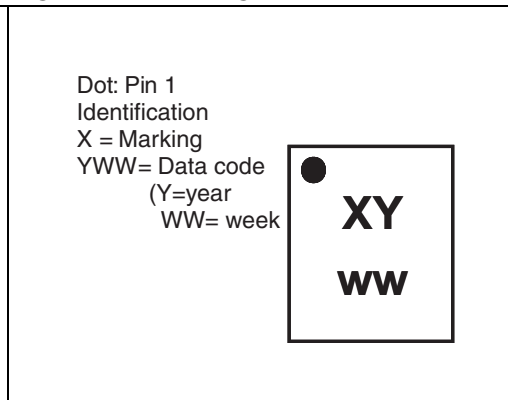 Dot: Pin 1
Identification
X = Marking
YWW= Data code
(Y=year
WW= week
XY
ww